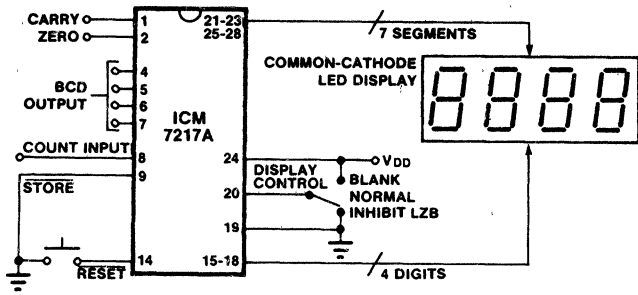 CARRY
ZERO
1
2
21-23
25-28
7 SEGMENTS
COMMON-CATHODE
LED DISPLAY
BCD
OUTPUT
4
5
6
7
ICM
7217A
COUNT INPUT
8
9
STORE
24
VDD
DISPLAY
CONTROL
20
BLANK
NORMAL
INHIBIT LZB
19
RESET
14
15-18
4 DIGITS
8888